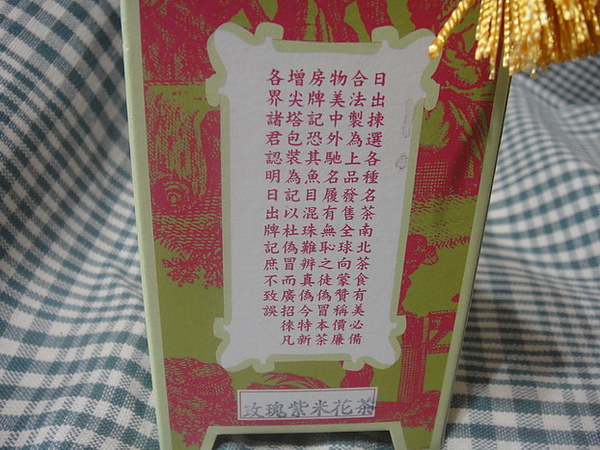 日出揀選各種名茶南北茶食有美必備
合法製為上品發售全球向蒙贊稱價廉
物美中外馳名履有無恥之徒偽冒本茶
房牌記恐其魚目混珠難辨真偽今特新
增尖塔包裝為記以杜偽冒而廣招徠凡
各界諸君認明日出牌記庶不致誤
玫瑰紫米花茶